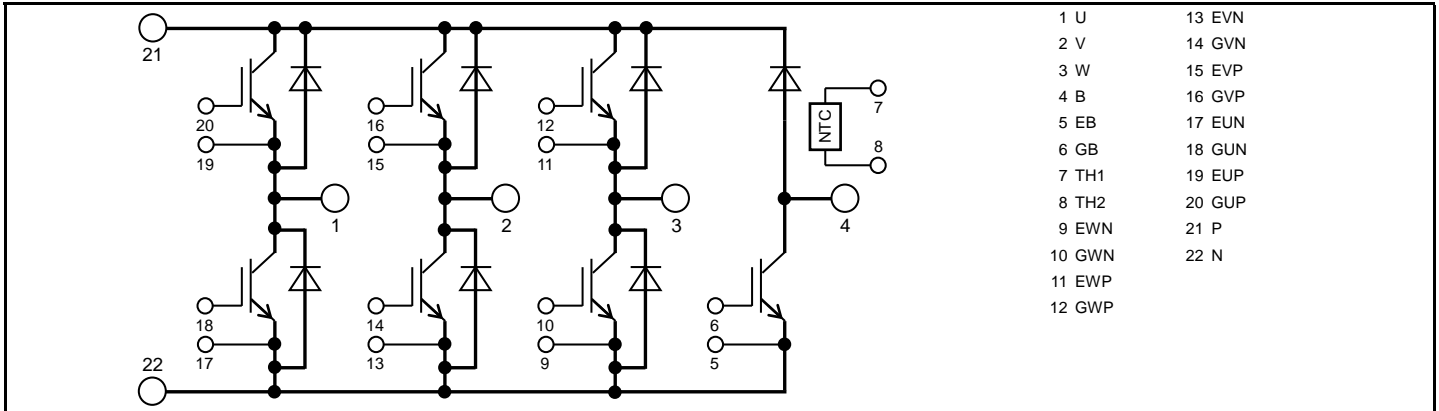 21
20
19
1
18
17
22
16
15
2
14
13
12
11
3
10
9
4
6
5
NTC
7
8
1 U
2 V
3 W
4 B
5 EB
6 GB
7 TH1
8 TH2
9 EWN
10 GWN
11 EWP
12 GWP
13 EVN
14 GVN
15 EVP
16 GVP
17 EUN
18 GUN
19 EUP
20 GUP
21 P
22 N